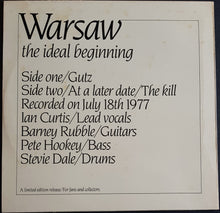 Warsaw
the ideal beginning
Side one/Gutz
Side two/At a later date/The kill
Recorded on July 18th 1977
Ian Curtis/Lead vocals
Barney Rubble/Guitars
Pete Hookey/Bass
Stevie Dale/Drums
A limited edition release/For fans and collectors.